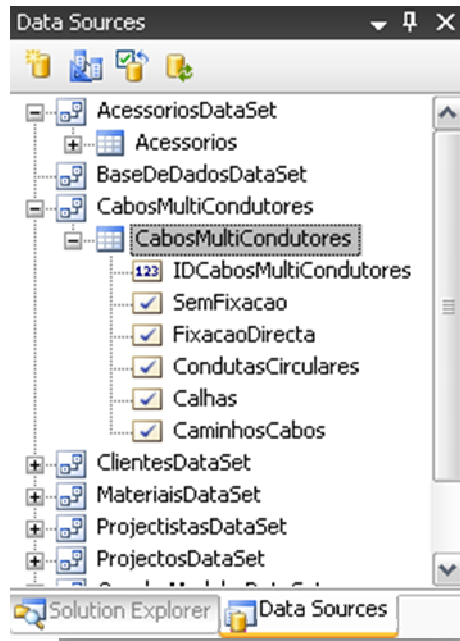 Data Sources
AcessoriosDataSet
Acessorios
BaseDeDadosDataSet
CabosMultiCondutores
CabosMultiCondutores
123 IDCabosMultiCondutores
SemFixacao
FixacaoDirecta
CondutasCirculares
Calhas
CaminhosCabos
ClientesDataSet
MateriaisDataSet
ProjectistasDataSet
ProjectosDataSet
Solution Explorer Data Sources